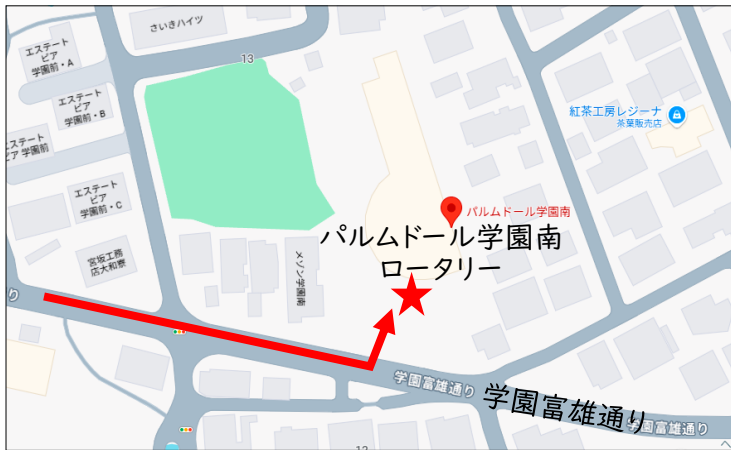 さいきハイツ
13
エステート
ピア
学園前・A
エステート
ピア
学園前・B
エステート
ピア 学園前
エステート
ピア
学園前・C
宮坂工務
店大和寮
メゾン学園南
紅茶工房レジーナ
茶葉販売店
パルムドール学園南
パルムドール学園南
ロータリー
り
学園富雄通り
学園富雄通り
学園富雄通り